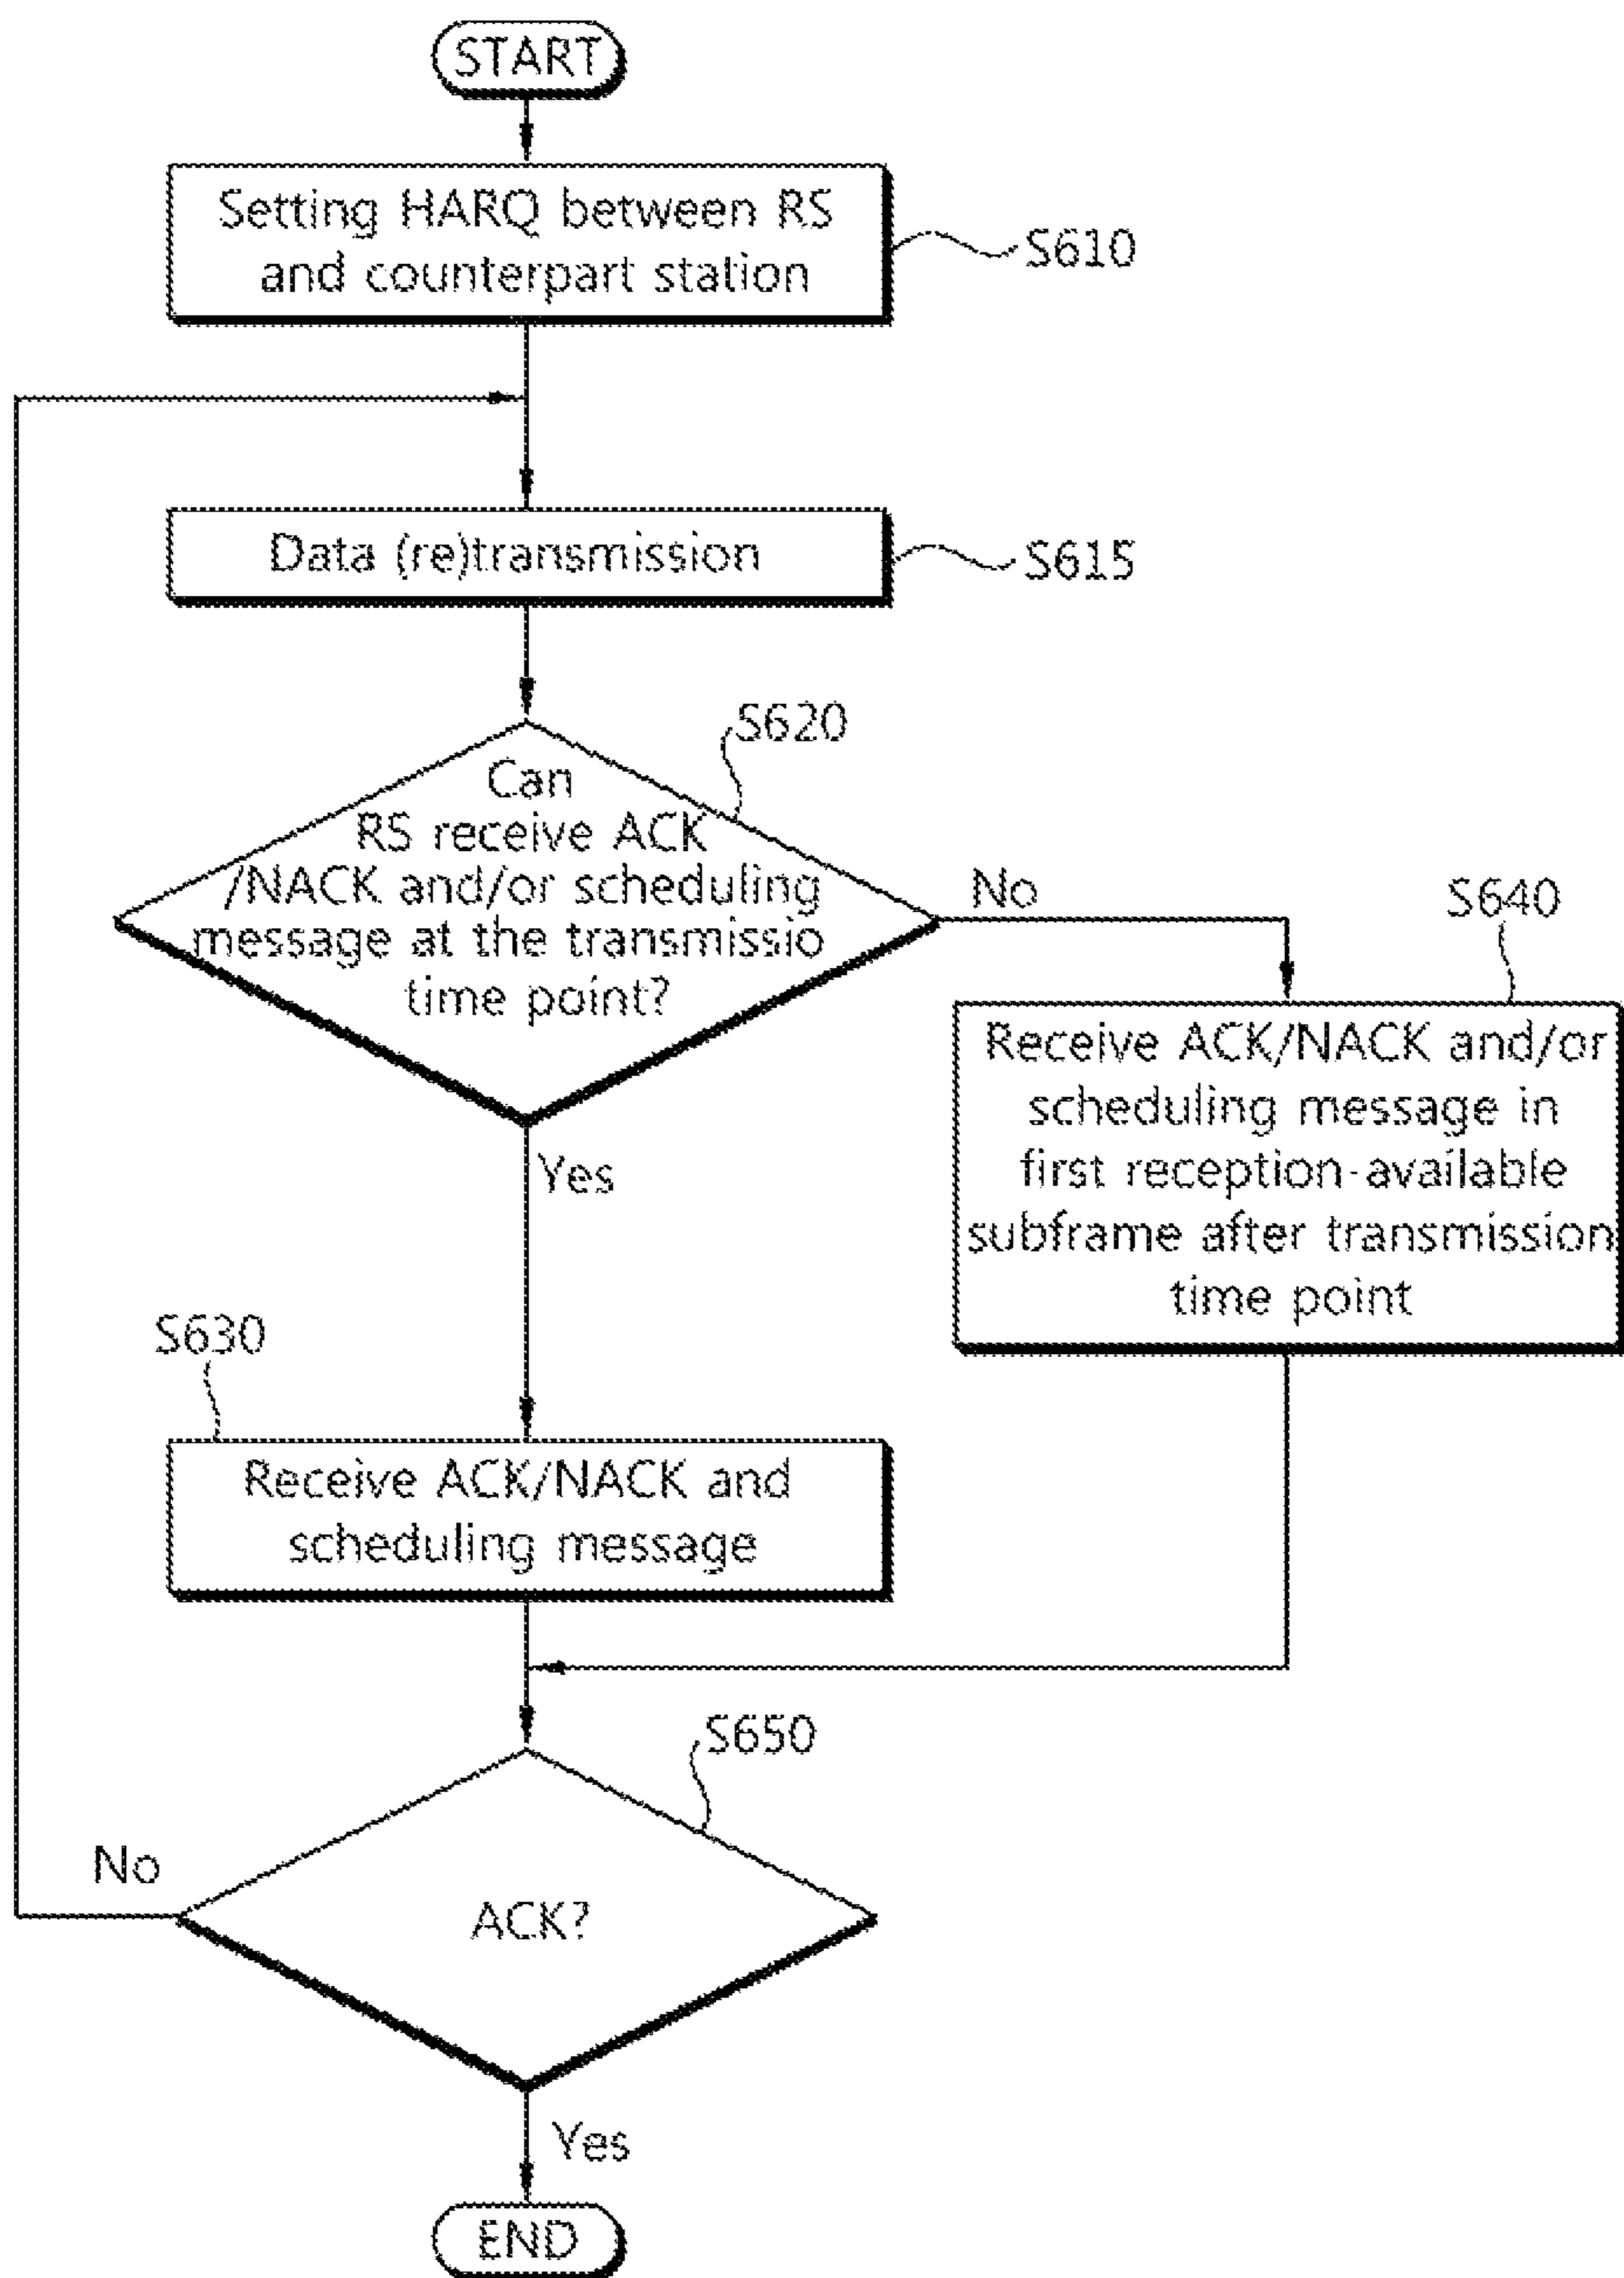 START
Setting HARQ between RS
and counterpart station
S610
Data (re)transmission
S615
S620
Can
RS receive ACK
/NACK and/or scheduling
message at the transmissio
time point?
No
S640
Receive ACK/NACK and/or
scheduling message in
first reception-available
subframe after transmission
time point
Yes
S630
Receive ACK/NACK and
scheduling message
S650
No
ACK?
Yes
END